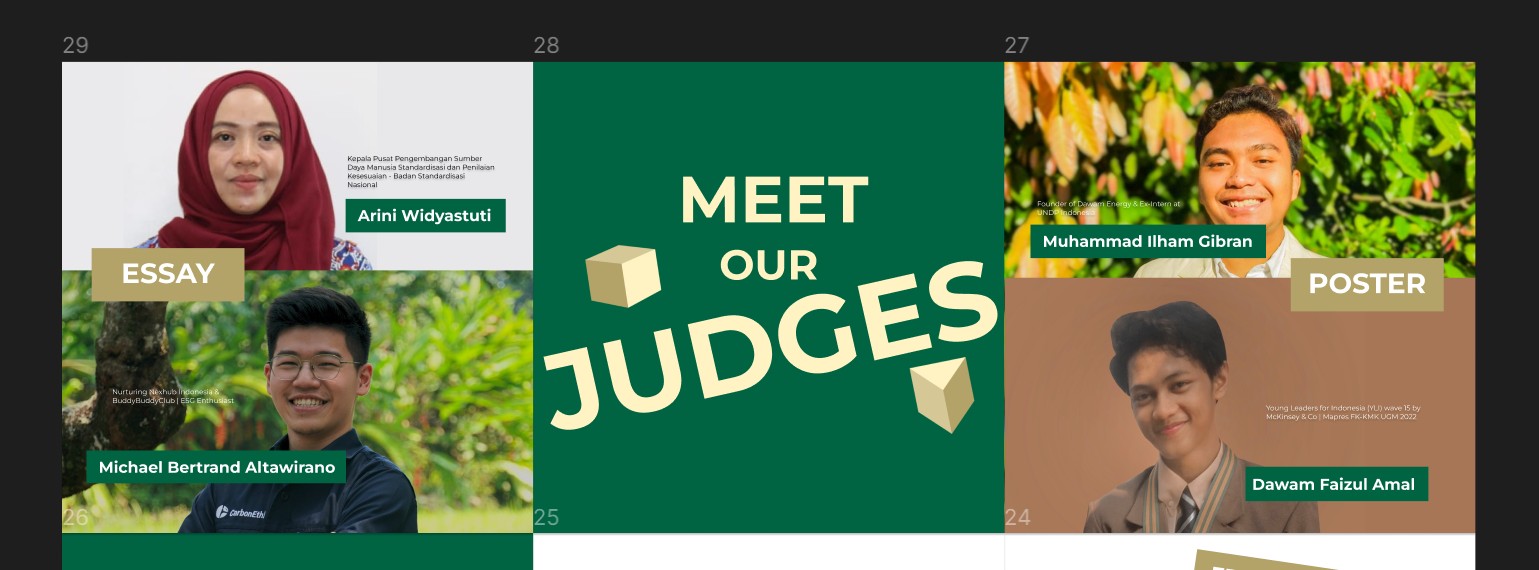 29
28
27
Kepala Pusat Pengembangan Sumber
Daya Manusia Standardisasi dan Penilaian
Kesesuaian - Badan Standardisasi
Nasional
Arini Widyastuti
ESSAY
Nurturing Nexhub Indonesia &
BuddyBuddyClub | ESG Enthusiast
Michael Bertrand Altawirano
CarbonEthi
MEET
OUR
JUDGES
Founder of Dawam Energy & Ex-Intern at
UNDP Indonesia
Muhammad Ilham Gibran
POSTER
Young Leaders for Indonesia (YLI) wave 15 by
McKinsey & Co | Mapres FK-KMK UGM 2022
Dawam Faizul Amal
26
25
24